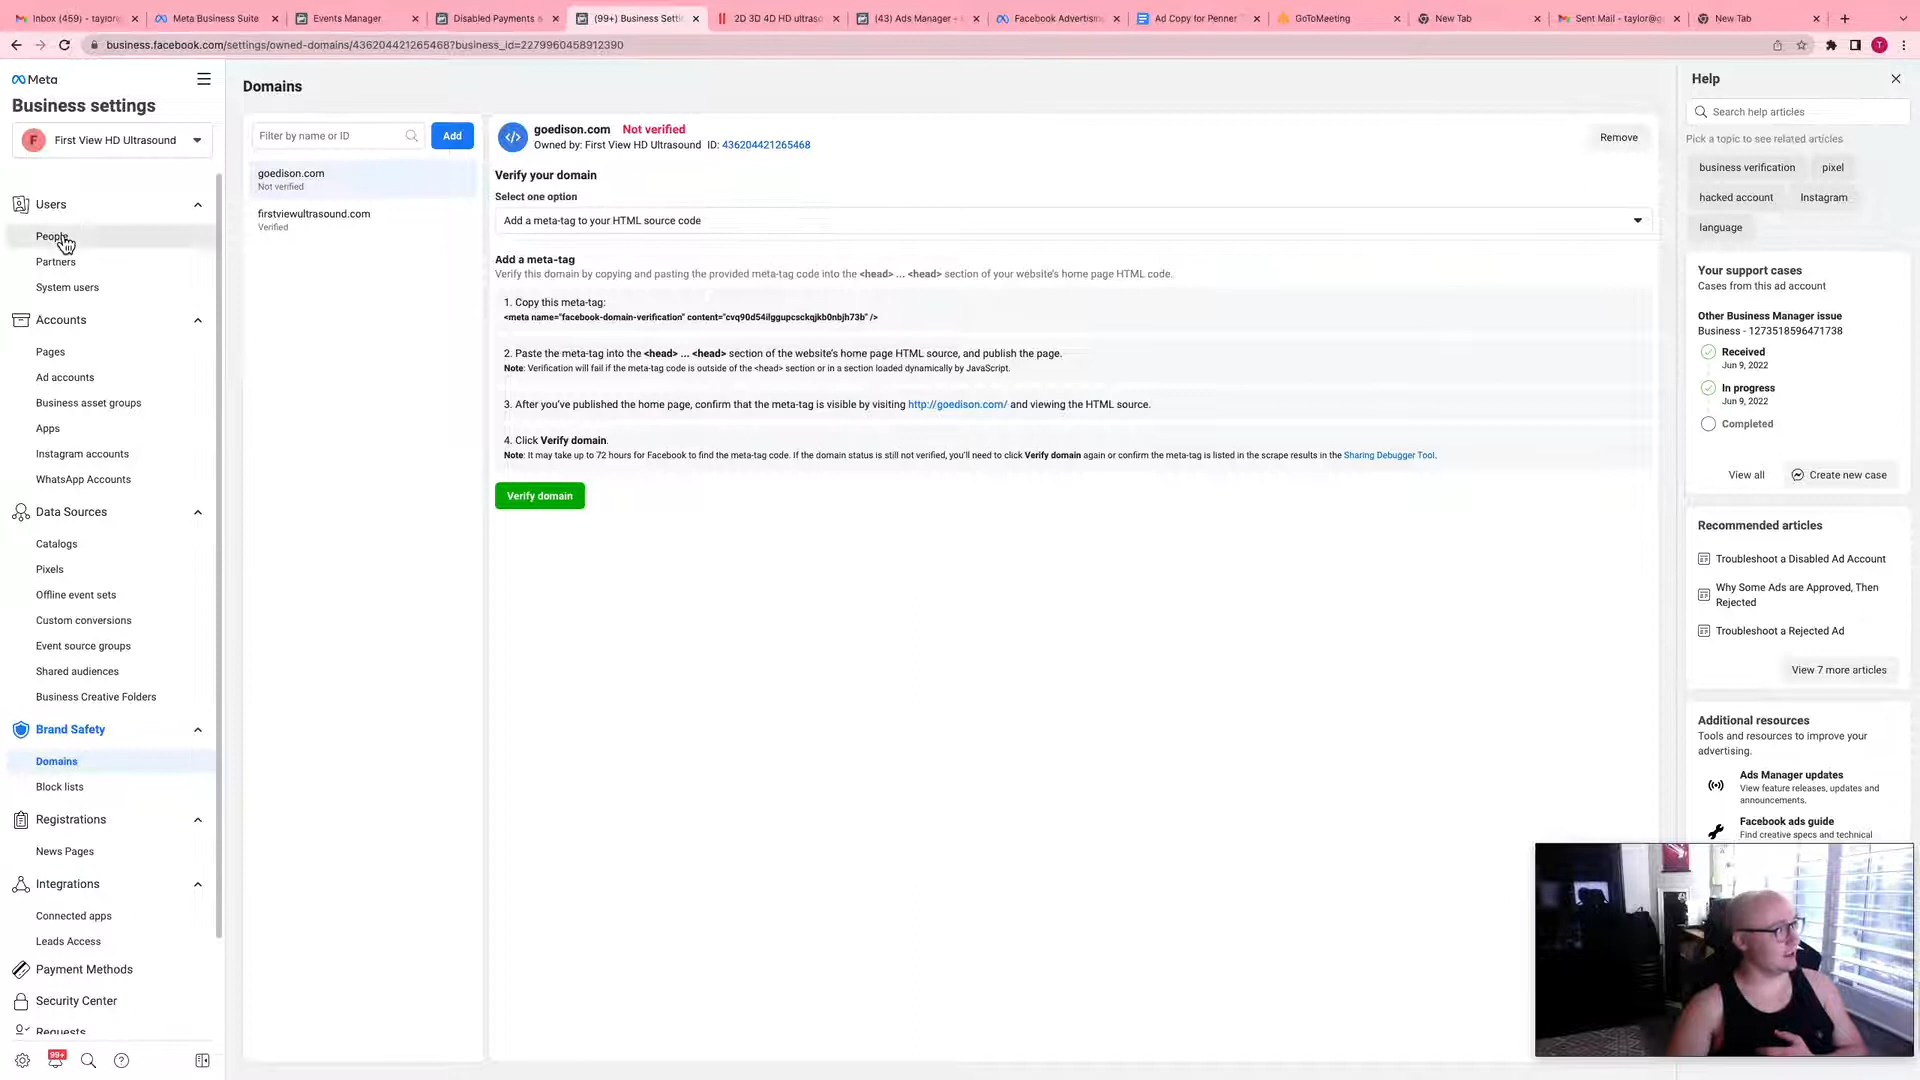 Inbox (459) - taylor@
Meta Business Suite
Events Manager
Disabled Payments &
(99+) Business Setti
2D 3D 4D HD ultraso
(43) Ads Manager -
Facebook Advertism
Ad Copy for Penner
GoToMeeting
New Tab
Sent Mail - taylor@g
New Tab
business.facebook.com/settings/owned-domains/436204421265468?business_id=2279960458912390
T
Meta
Business settings
F First View HD Ultrasound
Users
People
Partners
System users
Accounts
Pages
Ad accounts
Business asset groups
Apps
Instagram accounts
WhatsApp Accounts
Data Sources
Catalogs
Pixels
Offline event sets
Custom conversions
Event source groups
Shared audiences
Business Creative Folders
Brand Safety
Domains
Block lists
Registrations
News Pages
Integrations
Connected apps
Leads Access
Payment Methods
Security Center
Requests
99+
Domains
Filter by name or ID
Add
goedison.com
Not verified
firstviewultrasound.com
Verified
goedison.com Not verified
Owned by: First View HD Ultrasound ID: 436204421265468
Remove
Verify your domain
Select one option
Add a meta-tag to your HTML source code
Add a meta-tag
Verify this domain by copying and pasting the provided meta-tag code into the <head> ... <head> section of your website's home page HTML code.
1. Copy this meta-tag:
<meta name="facebook-domain-verification" content="cvq90d54ilggupcsckqjkb0nbjh73b" />
2. Paste the meta-tag into the <head> ... <head> section of the website's home page HTML source, and publish the page.
Note: Verification will fail if the meta-tag code is outside of the <head> section or in a section loaded dynamically by JavaScript.
3. After you've published the home page, confirm that the meta-tag is visible by visiting http://goedison.com/ and viewing the HTML source.
4. Click Verify domain.
Note: It may take up to 72 hours for Facebook to find the meta-tag code. If the domain status is still not verified, you'll need to click Verify domain again or confirm the meta-tag is listed in the scrape results in the Sharing Debugger Tool.
Verify domain
Help
Search help articles
Pick a topic to see related articles
business verification
pixel
hacked account
Instagram
language
Your support cases
Cases from this ad account
Other Business Manager issue
Business - 1273518596471738
Received
Jun 9, 2022
In progress
Jun 9, 2022
Completed
View all
Create new case
Recommended articles
Troubleshoot a Disabled Ad Account
Why Some Ads are Approved, Then
Rejected
Troubleshoot a Rejected Ad
View 7 more articles
Additional resources
Tools and resources to improve your
advertising.
Ads Manager updates
View feature releases, updates and
announcements.
Facebook ads guide
Find creative specs and technical